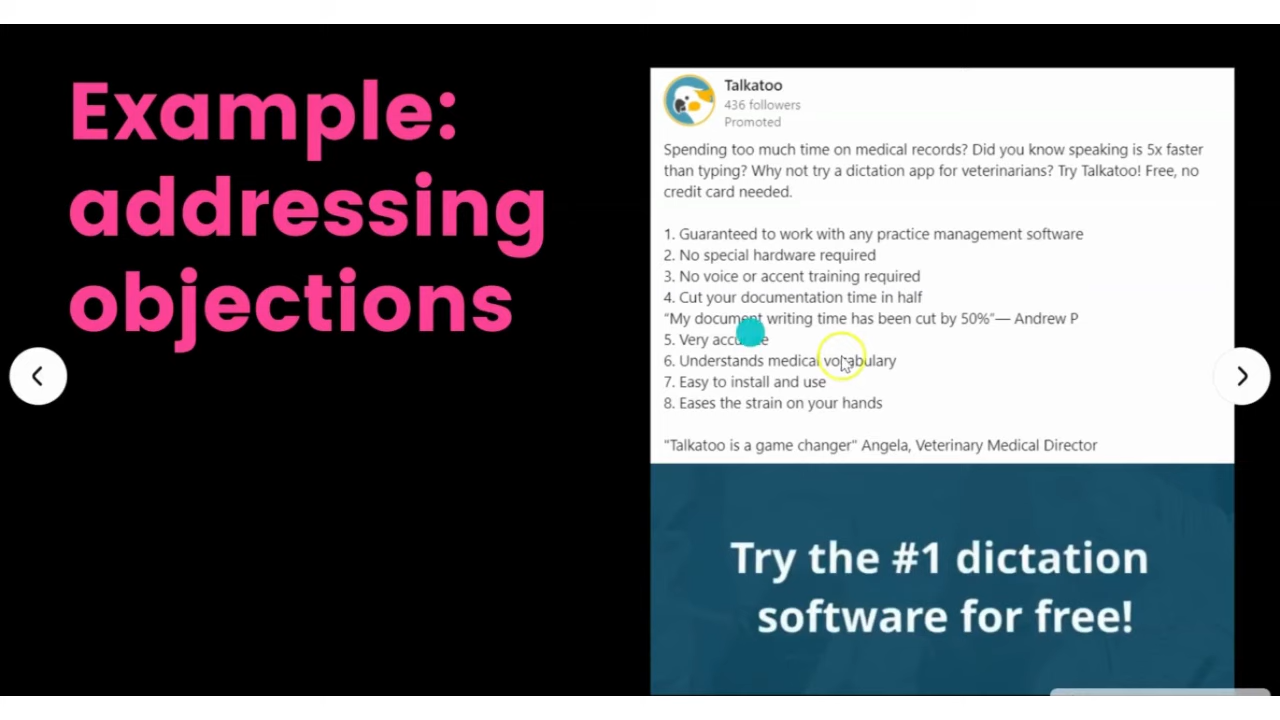 Example:
addressing
objections
Talkatoo
436 followers
Promoted
Spending too much time on medical records? Did you know speaking is 5x faster
than typing? Why not try a dictation app for veterinarians? Try Talkatoo! Free, no
credit card needed.
1. Guaranteed to work with any practice management software
2. No special hardware required
3. No voice or accent training required
4. Cut your documentation time in half
“My document writing time has been cut by 50%”— Andrew P
5. Very accurate
6. Understands medical vocabulary
7. Easy to install and use
8. Eases the strain on your hands
"Talkatoo is a game changer" Angela, Veterinary Medical Director
Try the #1 dictation
software for free!